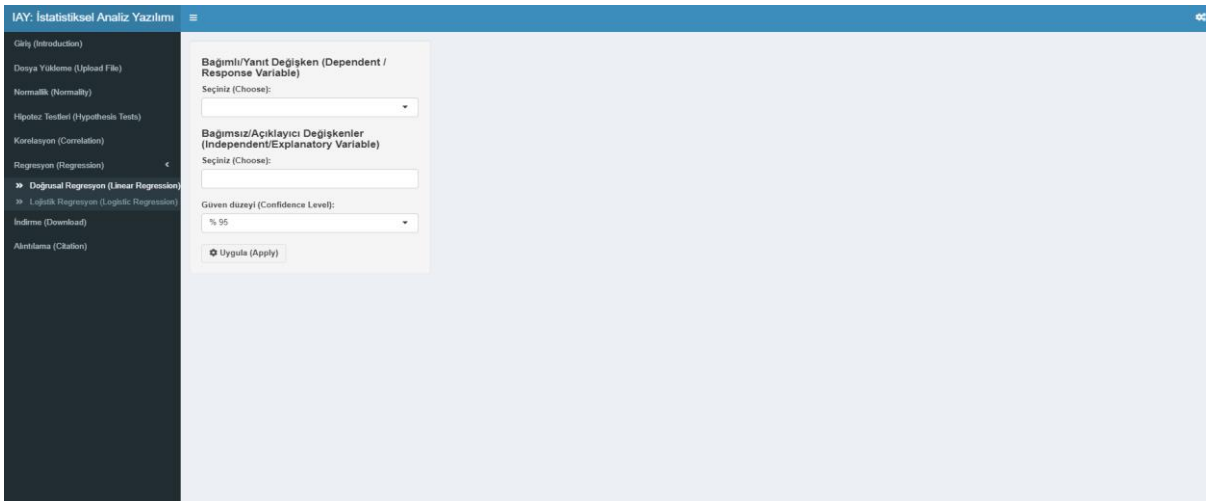 IAY: İstatistiksel Analiz Yazılımı
Giriş (Introduction)
Dosya Yükleme (Upload File)
Normallik (Normality)
Hipotez Testleri (Hypothesis Tests)
Korelasyon (Correlation)
Regresyon (Regression)
Doğrusal Regresyon (Linear Regression)
Lojistik Regresyon (Logistic Regression)
İndirme (Download)
Alıntılama (Citation)
Bağımlı/Yanıt Değişken (Dependent /
Response Variable)
Seçiniz (Choose):
Bağımsız/Açıklayıcı Değişkenler
(Independent/Explanatory Variable)
Seçiniz (Choose):
Güven düzeyi (Confidence Level):
% 95
Uygula (Apply)